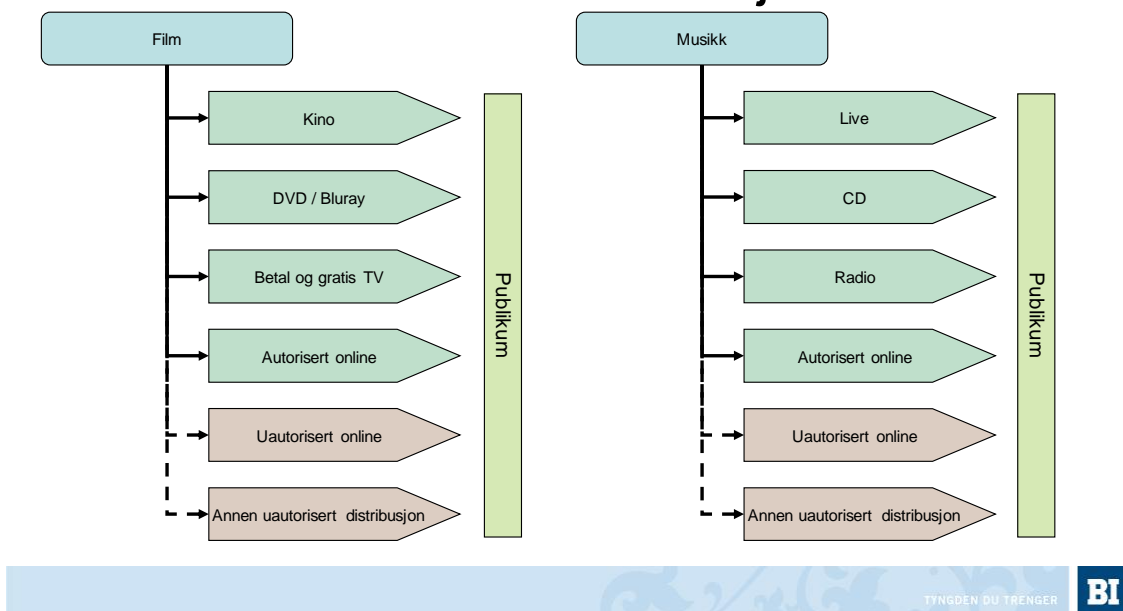 Film
Kino
DVD / Bluray
Betal og gratis TV
Autorisert online
Uautorisert online
Annen uautorisert distribusjon
Publikum
Musikk
Live
CD
Radio
Autorisert online
Uautorisert online
Annen uautorisert distribusjon
Publikum
TYNGDEN DU TRENGER
BI